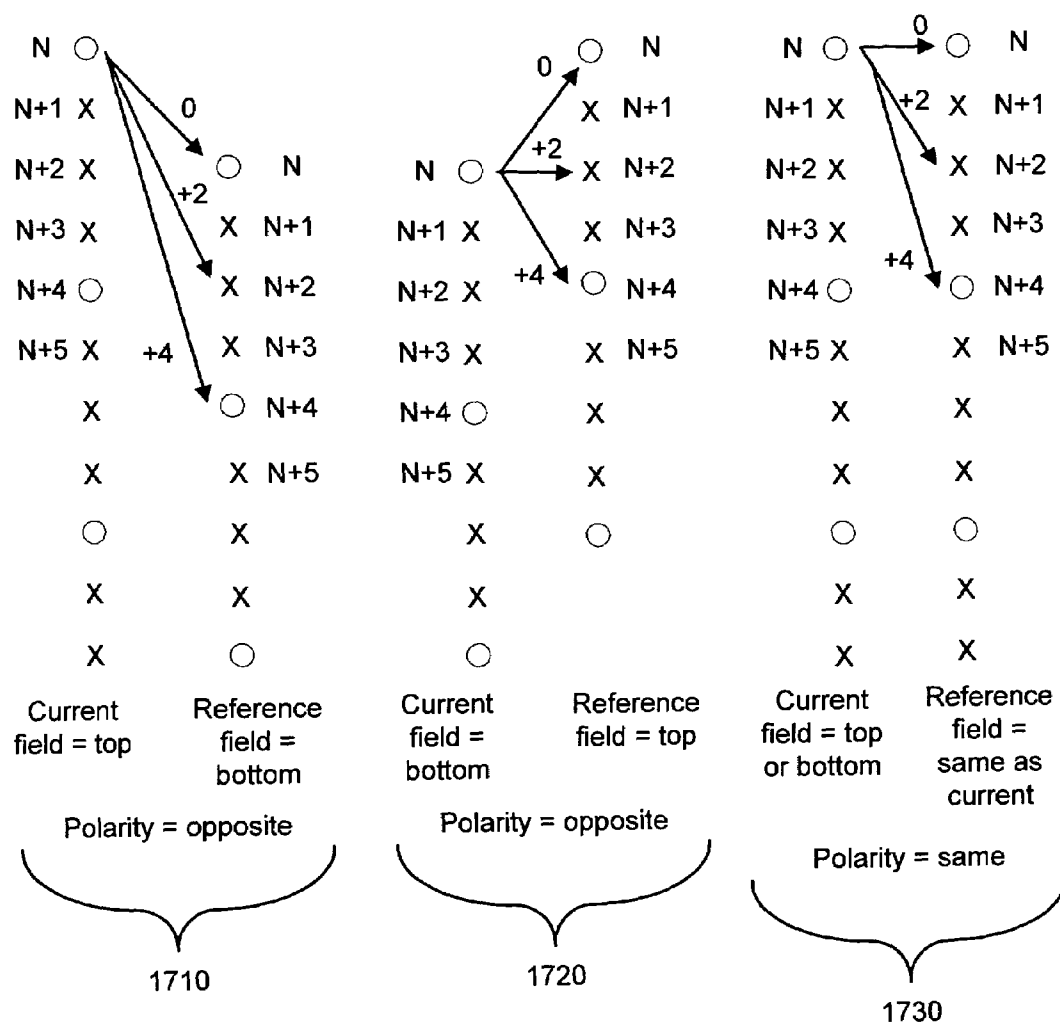 N
0
N+1 X
N+2 X
N
+2
N+3 X
X N+1
N+4
X N+2
N+5 X
+4
X N+3
X
N+4
X
X N+5
X
X
X
X
Current
field = top
Reference
field =
bottom
Polarity = opposite
1710
N
0
X N+1
N
+2
X N+2
N+1 X
X N+3
N+2 X
+4
N+4
N+3 X
X N+5
N+4
X
N+5 X
X
X
X
Current
field =
bottom
Reference
field = top
Polarity = opposite
1720
0
N
N
N+1 X
+2
X N+1
N+2 X
X N+2
N+3 X
X N+3
+4
N+4
N+4
N+5 X
X N+5
X
X
X
X
X
X
X
X
Current
field = top
or bottom
Reference
field =
same as
current
Polarity = same
1730